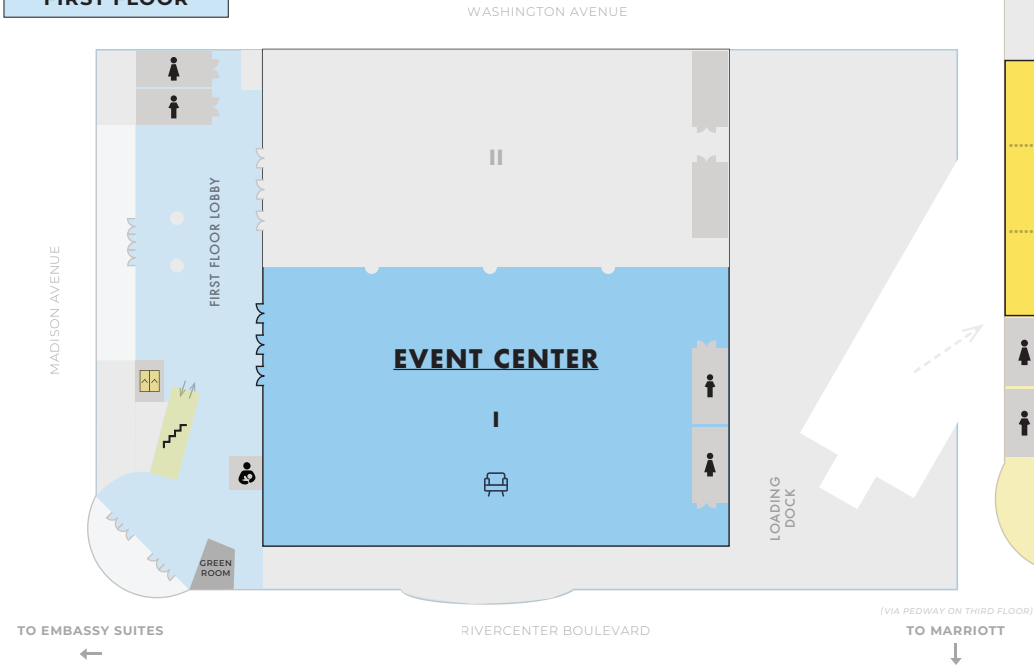 FIRST FLOOR
WASHINGTON AVENUE
II
FIRST FLOOR LOBBY
MADISON AVENUE
EVENT CENTER
I
LOADING
DOCK
GREEN
ROOM
(VIA PEDWAY ON THIRD FLOOR)
TO EMBASSY SUITES
RIVERCENTER BOULEVARD
TO MARRIOTT